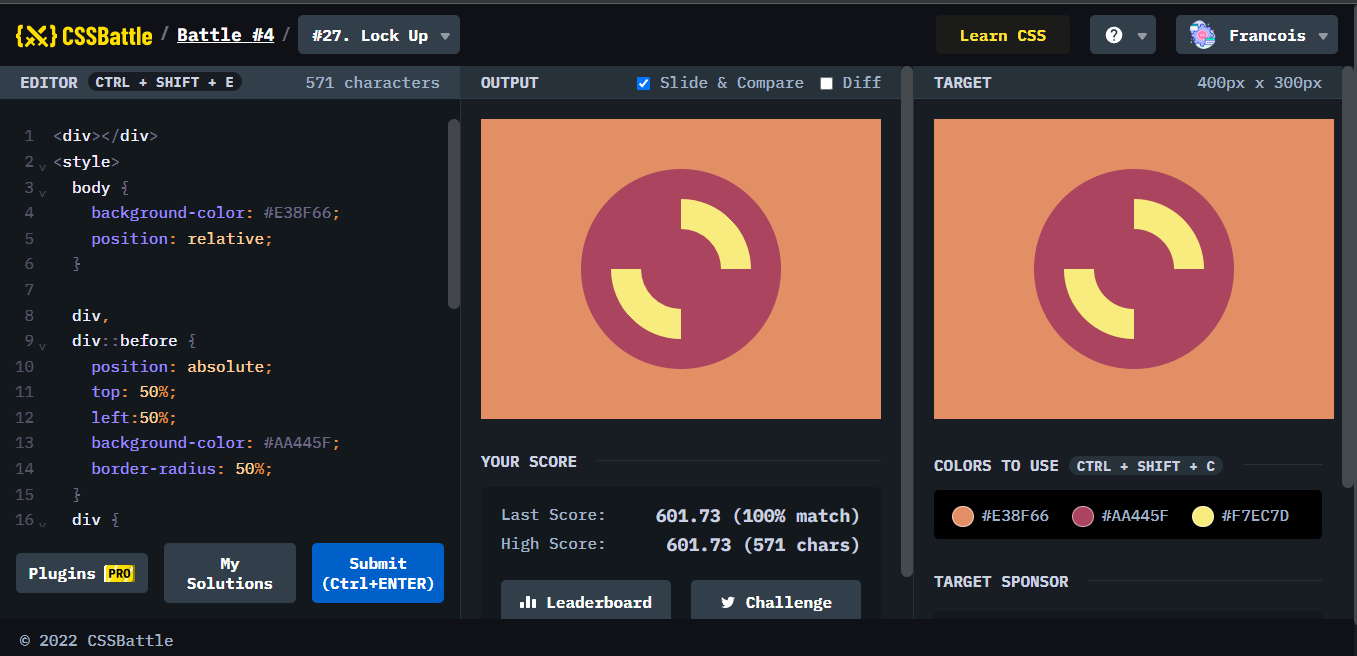 {X} CSSBattle / Battle #4 / #27. Lock Up
Learn CSS
?
Francois
EDITOR CTRL + SHIFT + E 571 characters
1 <div></div>
2 <style>
3 body {
4 background-color: #E38F66;
5 position: relative;
6 }
7
8 div,
9 div::before {
10 position: absolute;
11 top: 50%;
12 left:50%;
13 background-color: #AA445F;
14 border-radius: 50%;
15 }
16 div {
Plugins PRO
My
Solutions
Submit
(Ctrl+ENTER)
OUTPUT Slide & Compare Diff
YOUR SCORE
Last Score: 601.73 (100% match)
High Score: 601.73 (571 chars)
Leaderboard
Challenge
TARGET 400px x 300px
COLORS TO USE CTRL + SHIFT + C
#E38F66 #AA445F #F7EC7D
TARGET SPONSOR
© 2022 CSSBattle